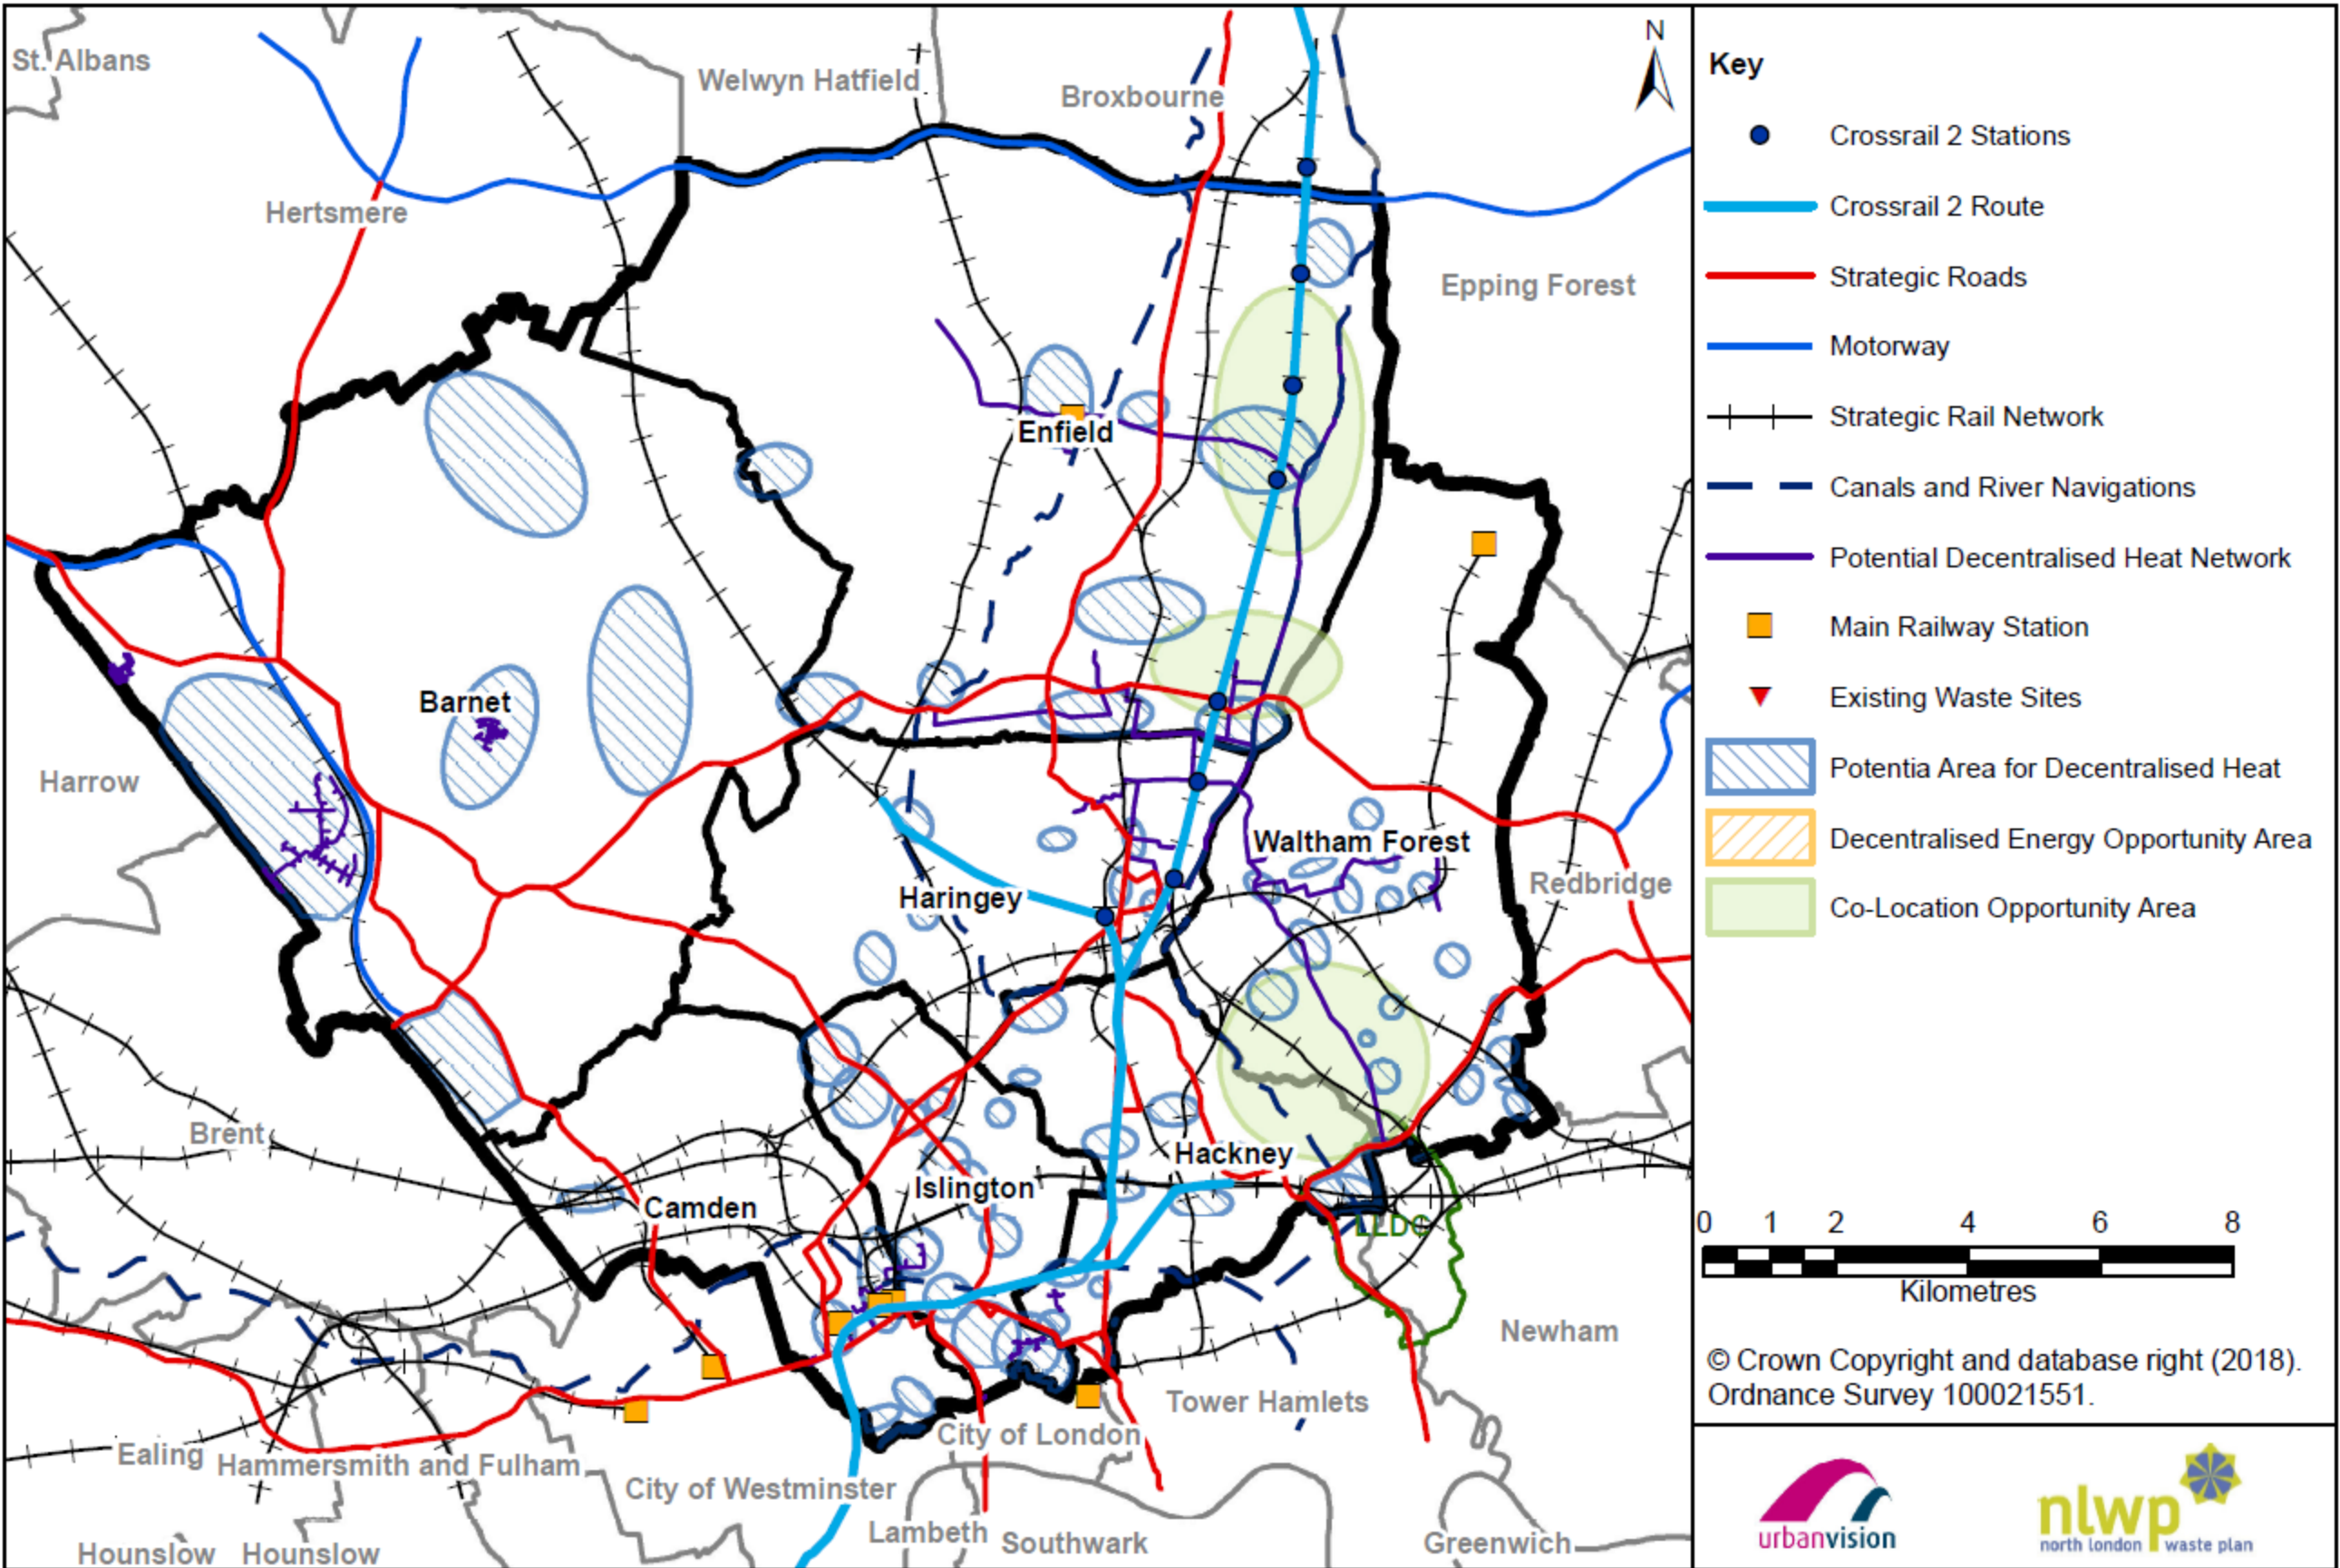 St. Albans
Welwyn Hatfield
Broxbourne
N
Hertsmere
Epping Forest
Enfield
Barnet
Harrow
Waltham Forest
Haringey
Redbridge
Brent
Hackney
Islington
Camden
LLDC
Newham
Tower Hamlets
City of London
Ealing
Hammersmith and Fulham
City of Westminster
Lambeth
Southwark
Greenwich
Hounslow
Hounslow
Key
Crossrail 2 Stations
Crossrail 2 Route
Strategic Roads
Motorway
Strategic Rail Network
Canals and River Navigations
Potential Decentralised Heat Network
Main Railway Station
Existing Waste Sites
Potentia Area for Decentralised Heat
Decentralised Energy Opportunity Area
Co-Location Opportunity Area
0 1 2 4 6 8
Kilometres
© Crown Copyright and database right (2018).
Ordnance Survey 100021551.
urbanvision
nlwp
north london waste plan